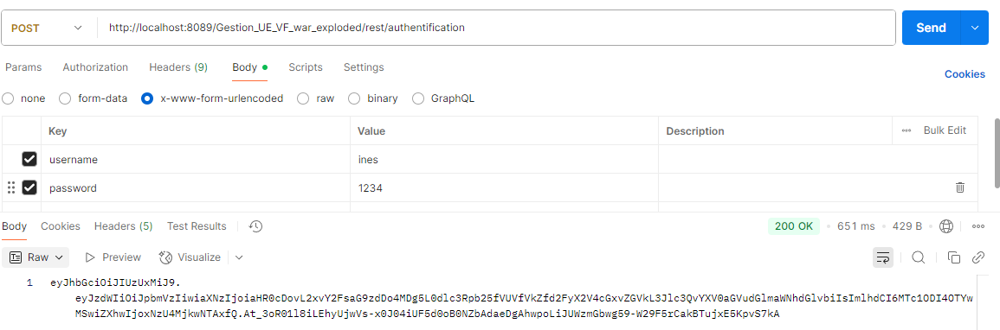 POST http://localhost:8089/Gestion_UE_VF_war_exploded/rest/authentification Send
Params Authorization Headers (9) Body Scripts Settings Cookies
none form-data x-www-form-urlencoded raw binary GraphQL
Key Value Description Bulk Edit
username ines
password 1234
Body Cookies Headers (5) Test Results 200 OK 651 ms 429 B
Raw Preview Visualize
1 eyJhbGciOiJIUzUxMiJ9.
eyJzdWIiOiJpbmVzIiwiaXNzIjoiaHR0cDovL2xvY2FsaG9zdDo4MDg5L0dlc3Rpb25fVUVfVkZfd2FyX2V4cGxvZGVkL3Jlc3QvYXV0aGVudGlmaWNhdGlvbiIsImlhdCI6MTc1ODI4OTYw
MSwiZXhwIjoxNzU4MjkwNTAxfQ.At_3oR01l8iLEhyUjwVs-x0J04iUF5d0oB0NZbAdaeDgAhwpoLiJUWzmGbwg59-W29F5rCakBTujxE5KpvS7kA